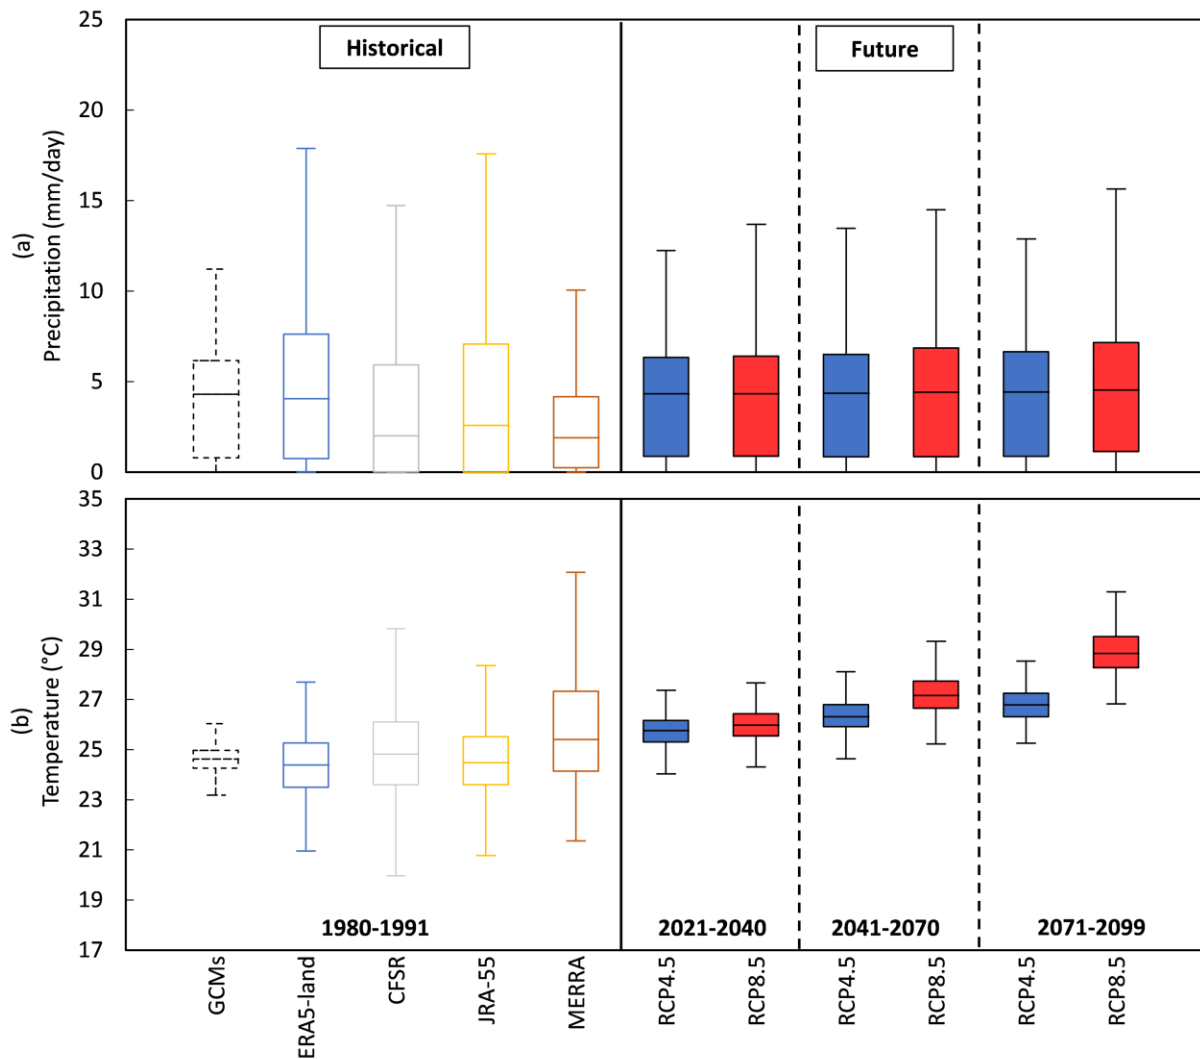 Historical
Future
(a)
Precipitation (mm/day)
25
20
15
10
5
0
(b)
Temperature (°C)
35
33
31
29
27
25
23
21
19
17
1980-1991
2021-2040
2041-2070
2071-2099
GCMs
ERA5-land
CFSR
JRA-55
MERRA
RCP4.5
RCP8.5
RCP4.5
RCP8.5
RCP4.5
RCP8.5